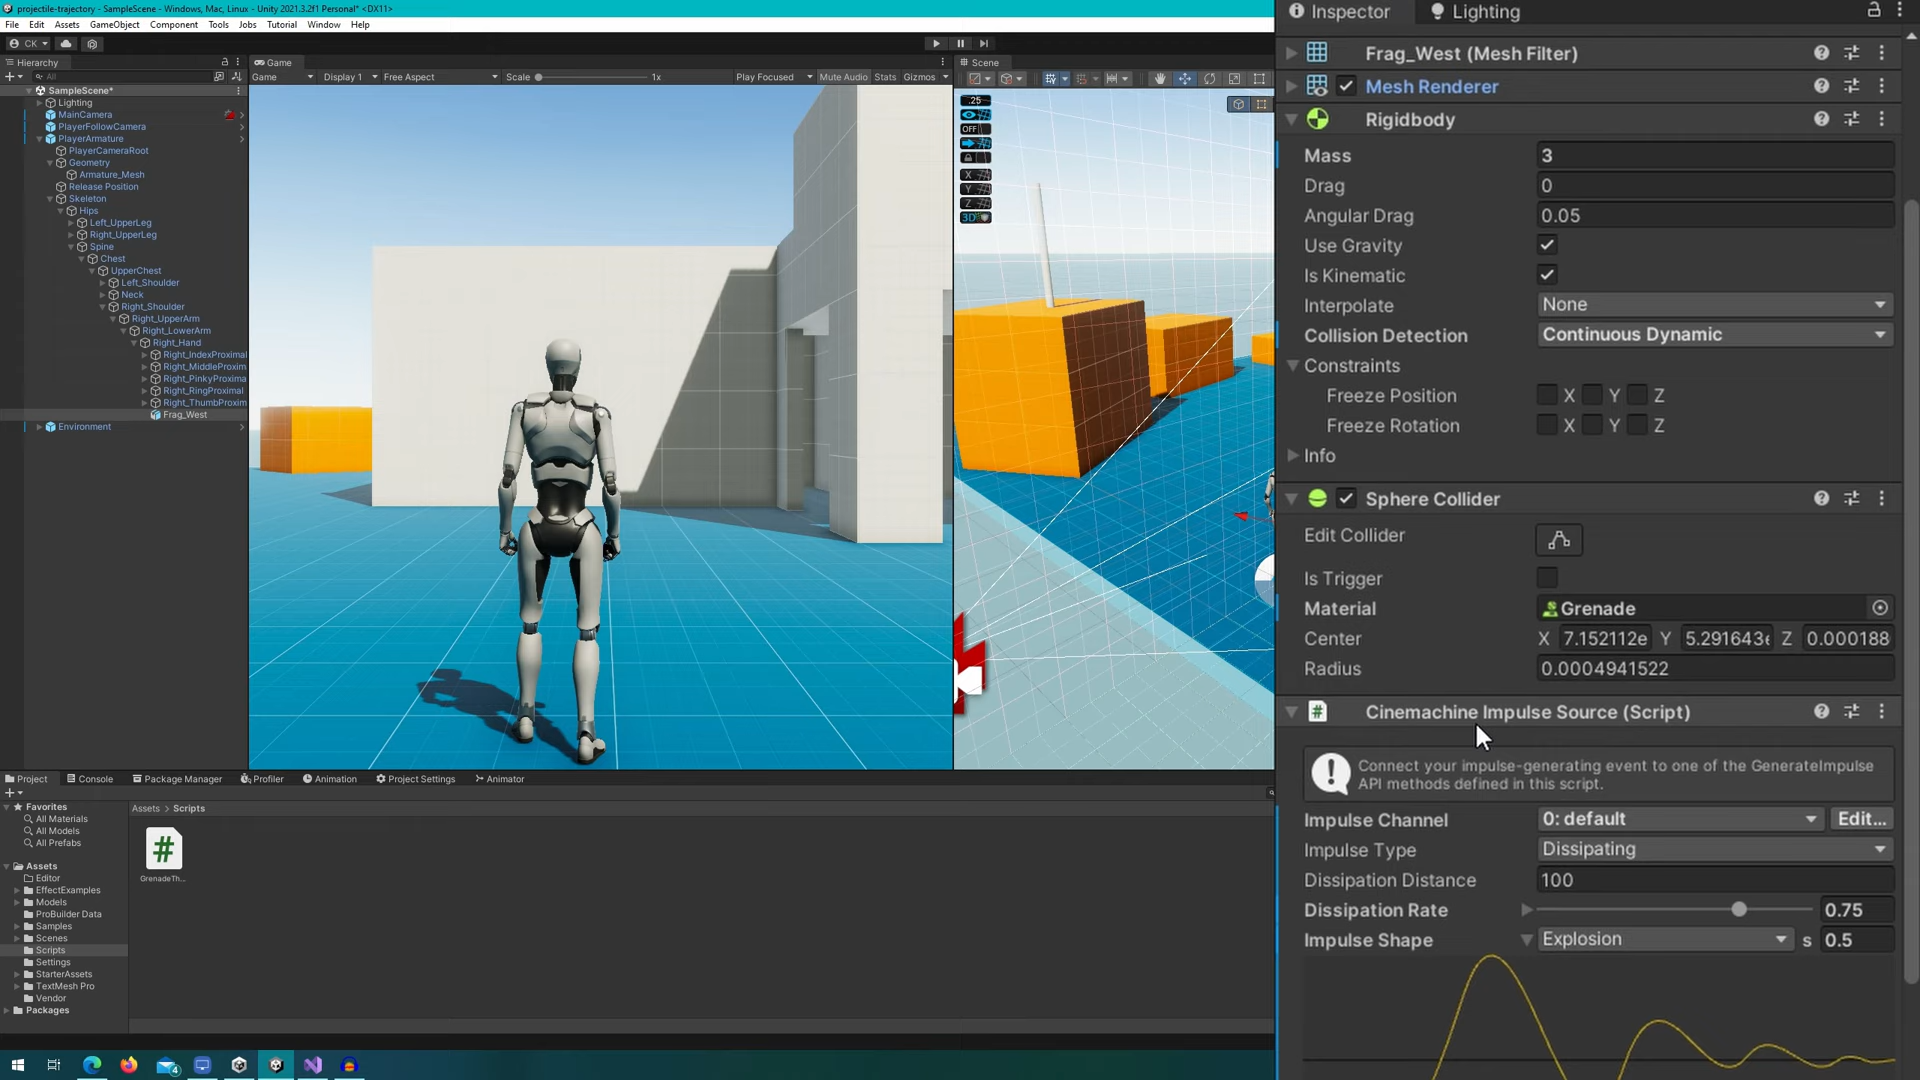 projectile-trajectory - SampleScene - Windows, Mac, Linux - Unity 2021.3.2f1 Personal* <DX11>
File Edit Assets GameObject Component Tools Jobs Tutorial Window Help
CK
Hierarchy
All
SampleScene*
Lighting
MainCamera
PlayerFollowCamera
PlayerArmature
PlayerCameraRoot
Geometry
Armature_Mesh
Release Position
Skeleton
Hips
Left_UpperLeg
Right_UpperLeg
Spine
Chest
UpperChest
Left_Shoulder
Neck
Right_Shoulder
Right_UpperArm
Right_LowerArm
Right_Hand
Right_IndexProximal
Right_MiddleProxim
Right_PinkyProxima
Right_RingProximal
Right_ThumbProxim
Frag_West
Environment
Game
Game Display 1 Free Aspect Scale 1x Play Focused Mute Audio Stats Gizmos
Scene
.25
OFF
X
Y
Z
3D
Inspector Lighting
Frag_West (Mesh Filter)
Mesh Renderer
Rigidbody
Mass 3
Drag 0
Angular Drag 0.05
Use Gravity
Is Kinematic
Interpolate None
Collision Detection Continuous Dynamic
Constraints
Freeze Position X Y Z
Freeze Rotation X Y Z
Info
Sphere Collider
Edit Collider
Is Trigger
Material Grenade
Center X 7.152112e Y 5.291643e Z 0.000188
Radius 0.0004941522
# Cinemachine Impulse Source (Script)
Connect your impulse-generating event to one of the GenerateImpulse
API methods defined in this script.
Impulse Channel 0: default Edit...
Impulse Type Dissipating
Dissipation Distance 100
Dissipation Rate 0.75
Impulse Shape Explosion s 0.5
Project Console Package Manager Profiler Animation Project Settings Animator
Favorites
All Materials
All Models
All Prefabs
Assets
Editor
EffectExamples
Models
ProBuilder Data
Samples
Scenes
Scripts
Settings
StarterAssets
TextMesh Pro
Vendor
Packages
Assets > Scripts
#
GrenadeTh...
4